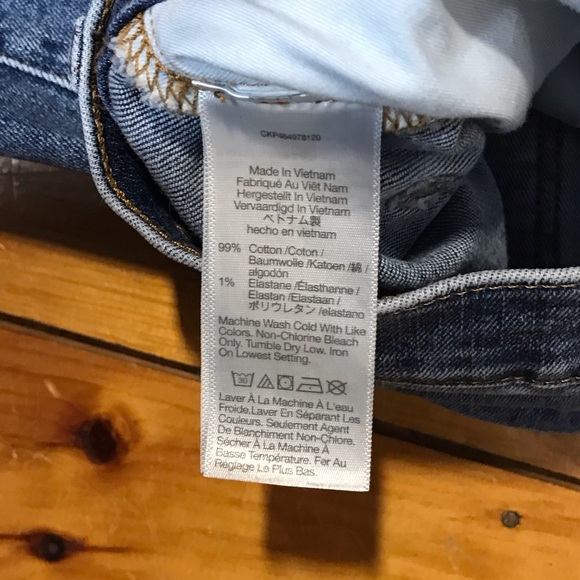 CKP464978120
Made In Vietnam
Fabriqué Au Viêt Nam
Hergestellt In Vietnam
Vervaardigd In Vietnam
ベトナム製
hecho en vietnam
99% Cotton /Coton/
Baumwolle /Katoen /綿 /
algodón
1% Elastane /Élasthanne/
Elastan /Elastaan/
ポリウレタン /elastano
Machine Wash Cold With Like
Colors. Non-Chlorine Bleach
Only. Tumble Dry Low. Iron
On Lowest Setting.
30
Laver À La Machine À L'eau
Froide,Laver En Séparant Les
Couleurs. Seulement Agent
De Blanchiment Non-Chlore.
Sécher À La Machine À
Basse Température. Fer Au
Réglage Le Plus Bas.